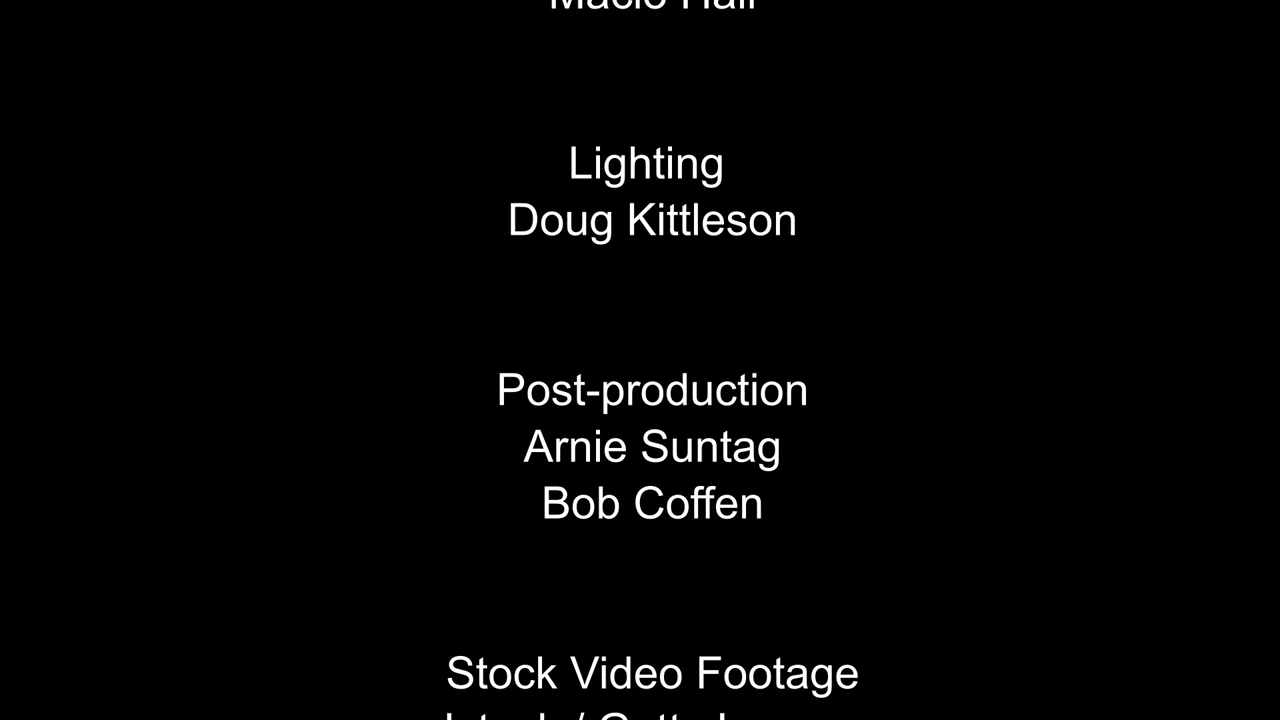 Lighting
Doug Kittleson
Post-production
Arnie Suntag
Bob Coffen
Stock Video Footage